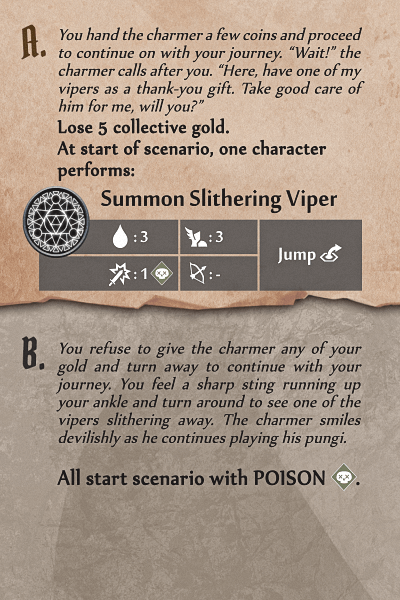 A.
You hand the charmer a few coins and proceed
to continue on with your journey. “Wait!” the
charmer calls after you. “Here, have one of my
vipers as a thank-you gift. Take good care of
him for me, will you?”
Lose 5 collective gold.
At start of scenario, one character
performs:
Summon Slithering Viper
:3
:3
Jump
:1
:-
B.
You refuse to give the charmer any of your
gold and turn away to continue with your
journey. You feel a sharp sting running up
your ankle and turn around to see one of the
vipers slithering away. The charmer smiles
devilishly as he continues playing his pungi.
All start scenario with POISON .